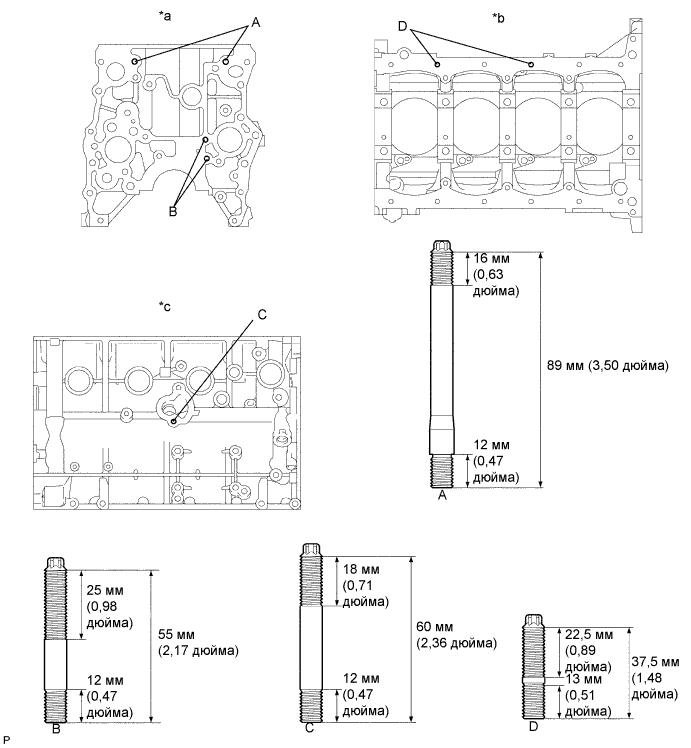 *a
A
*b
D
B
16 мм
(0,63
дюйма)
*c
C
89 мм (3,50 дюйма)
12 мм
(0,47
дюйма)
A
25 мм
(0,98
дюйма)
55 мм
(2,17 дюйма)
12 мм
(0,47
дюйма)
B
18 мм
(0,71
дюйма)
60 мм
(2,36 дюйма)
12 мм
(0,47
дюйма)
C
22,5 мм
(0,89
дюйма)
37,5 мм
(1,48
дюйма)
13 мм
(0,51
дюйма)
D
P